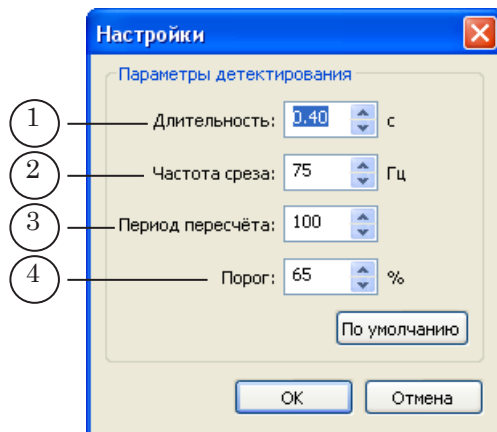 Настройки
Параметры детектирования
1 Длительность: 0.40 с
2 Частота среза: 75 Гц
3 Период пересчёта: 100
4 Порог: 65 %
По умолчанию
OK Отмена